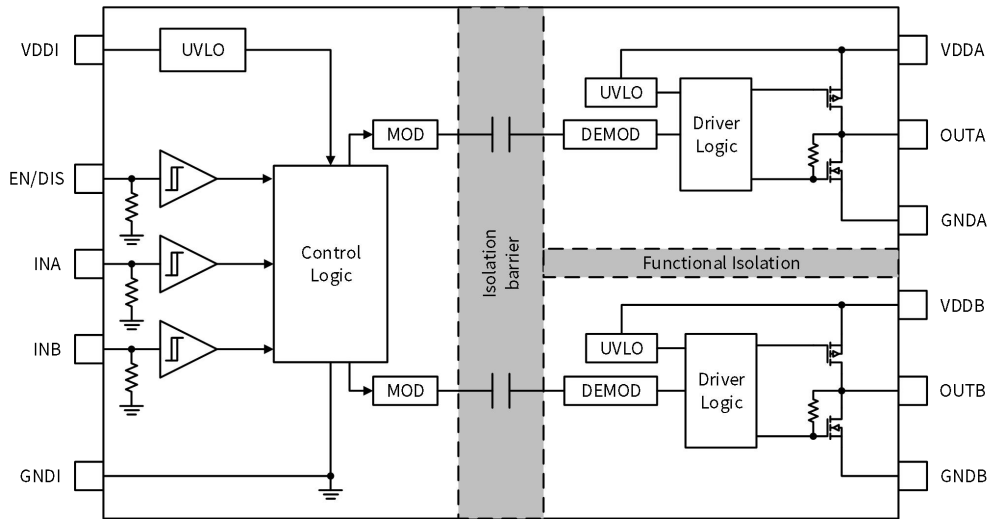 VDDI
UVLO
EN/DIS
INA
INB
GNDI
Control
Logic
MOD
MOD
Isolation
barrier
UVLO
DEMOD
Driver
Logic
VDDA
OUTA
GNDA
Functional Isolation
UVLO
DEMOD
Driver
Logic
VDDB
OUTB
GNDB